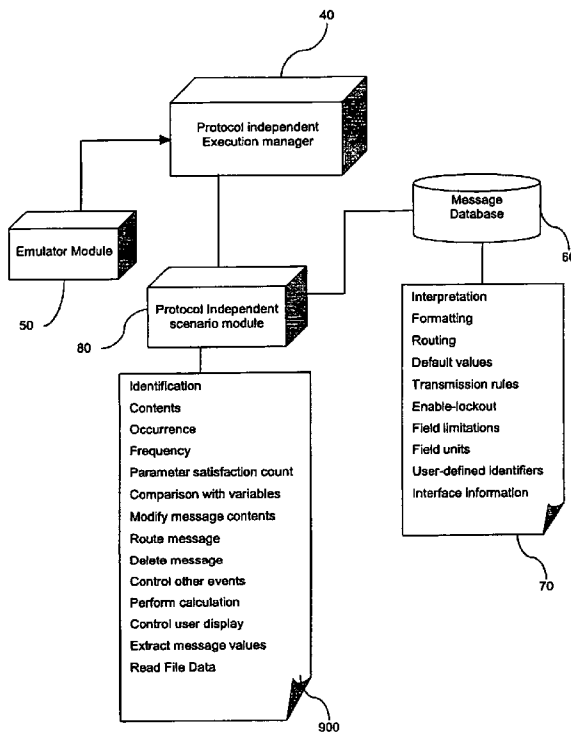 40
Protocol independent
Execution manager
Message
Database
Emulator Module
60
50
Protocol Independent
scenario module
80
Interpretation
Formatting
Routing
Default values
Transmission rules
Enable-lockout
Field limitations
Field units
User-defined identifiers
Interface Information
70
Identification
Contents
Occurrence
Frequency
Parameter satisfaction count
Comparison with variables
Modify message contents
Route message
Delete message
Control other events
Perform calculation
Control user display
Extract message values
Read File Data
900